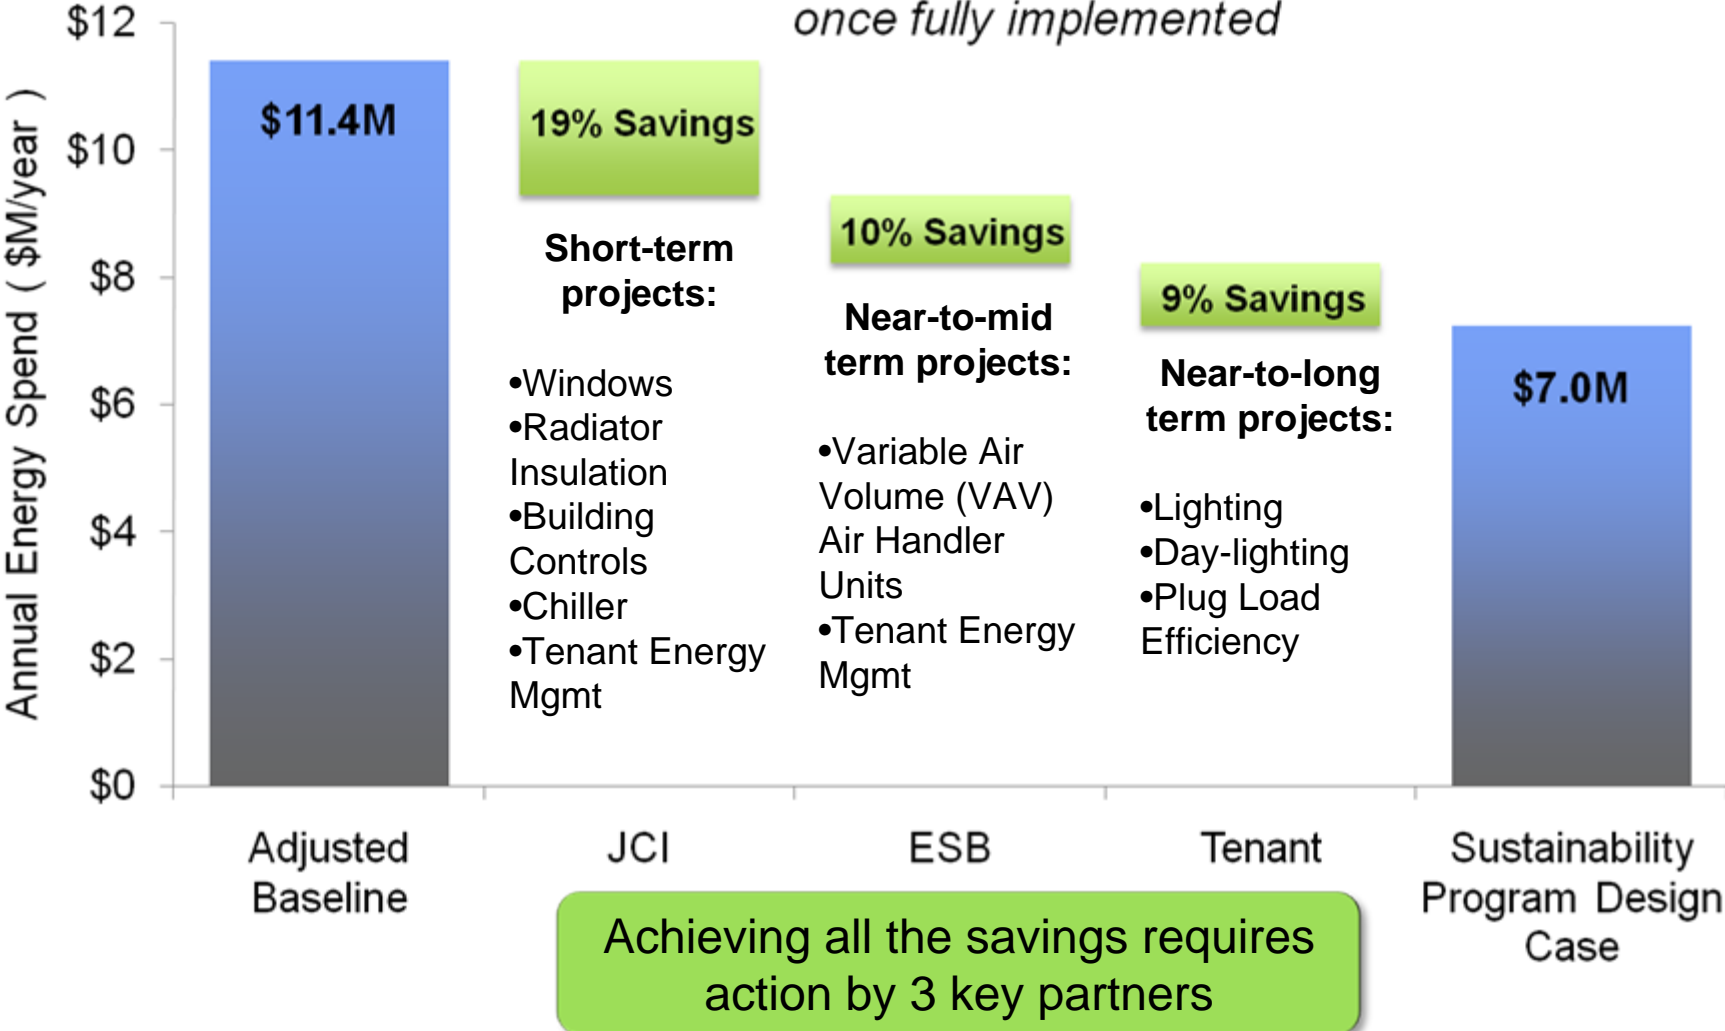 once fully implemented
Annual Energy Spend ( $M/year )
$12
$10
$8
$6
$4
$2
$0
$11.4M
19% Savings
Short-term
projects:
•Windows
•Radiator
Insulation
•Building
Controls
•Chiller
•Tenant Energy
Mgmt
10% Savings
Near-to-mid
term projects:
•Variable Air
Volume (VAV)
Air Handler
Units
•Tenant Energy
Mgmt
9% Savings
Near-to-long
term projects:
•Lighting
•Day-lighting
•Plug Load
Efficiency
$7.0M
Adjusted
Baseline
JCI
ESB
Tenant
Sustainability
Program Design
Case
Achieving all the savings requires
action by 3 key partners